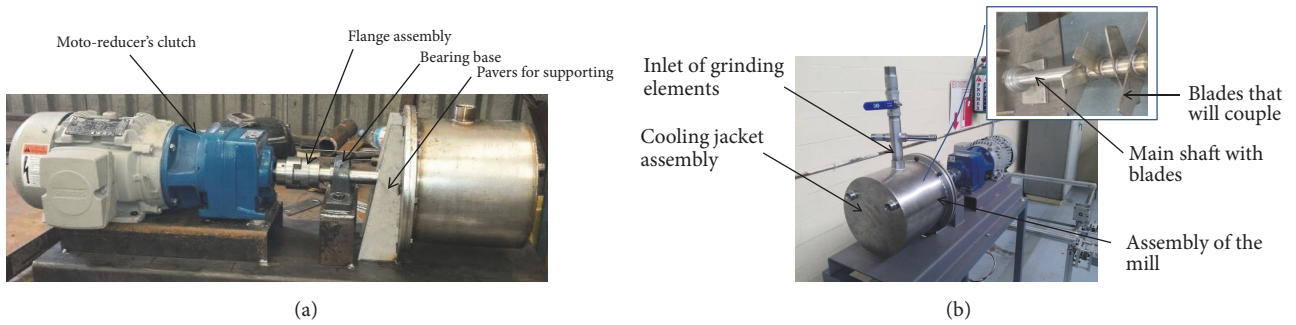 Moto-reducer's clutch
Flange assembly
Bearing base
Pavers for supporting
(a)
Inlet of grinding
elements
Cooling jacket
assembly
Blades that
will couple
Main shaft with
blades
Assembly of the
mill
(b)